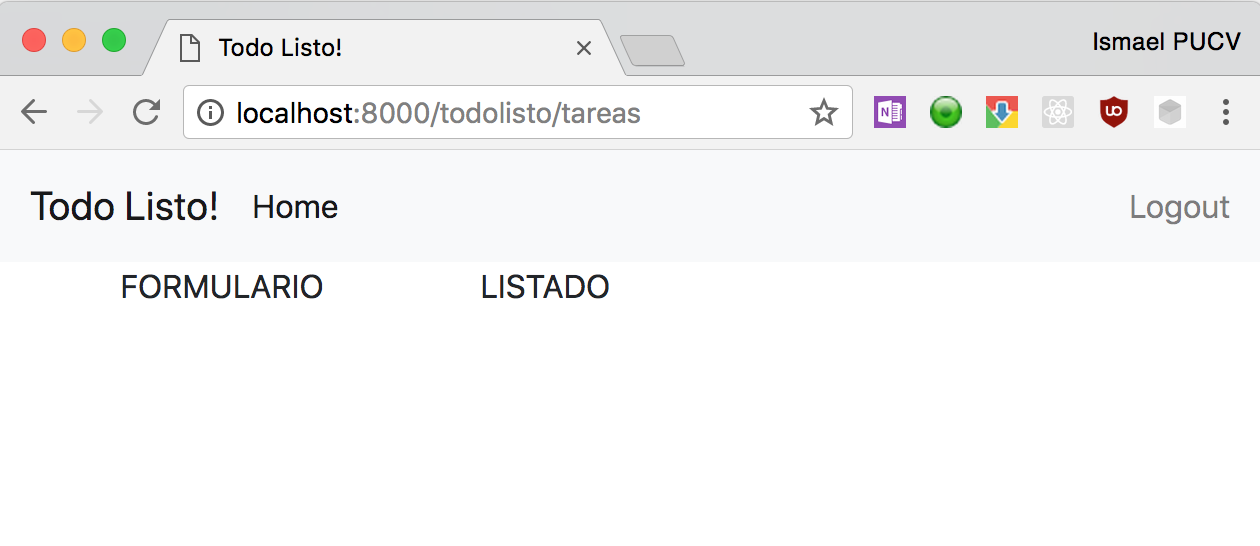 Todo Listo!
Ismael PUCV
localhost:8000/todolisto/tareas
Todo Listo! Home Logout
FORMULARIO LISTADO